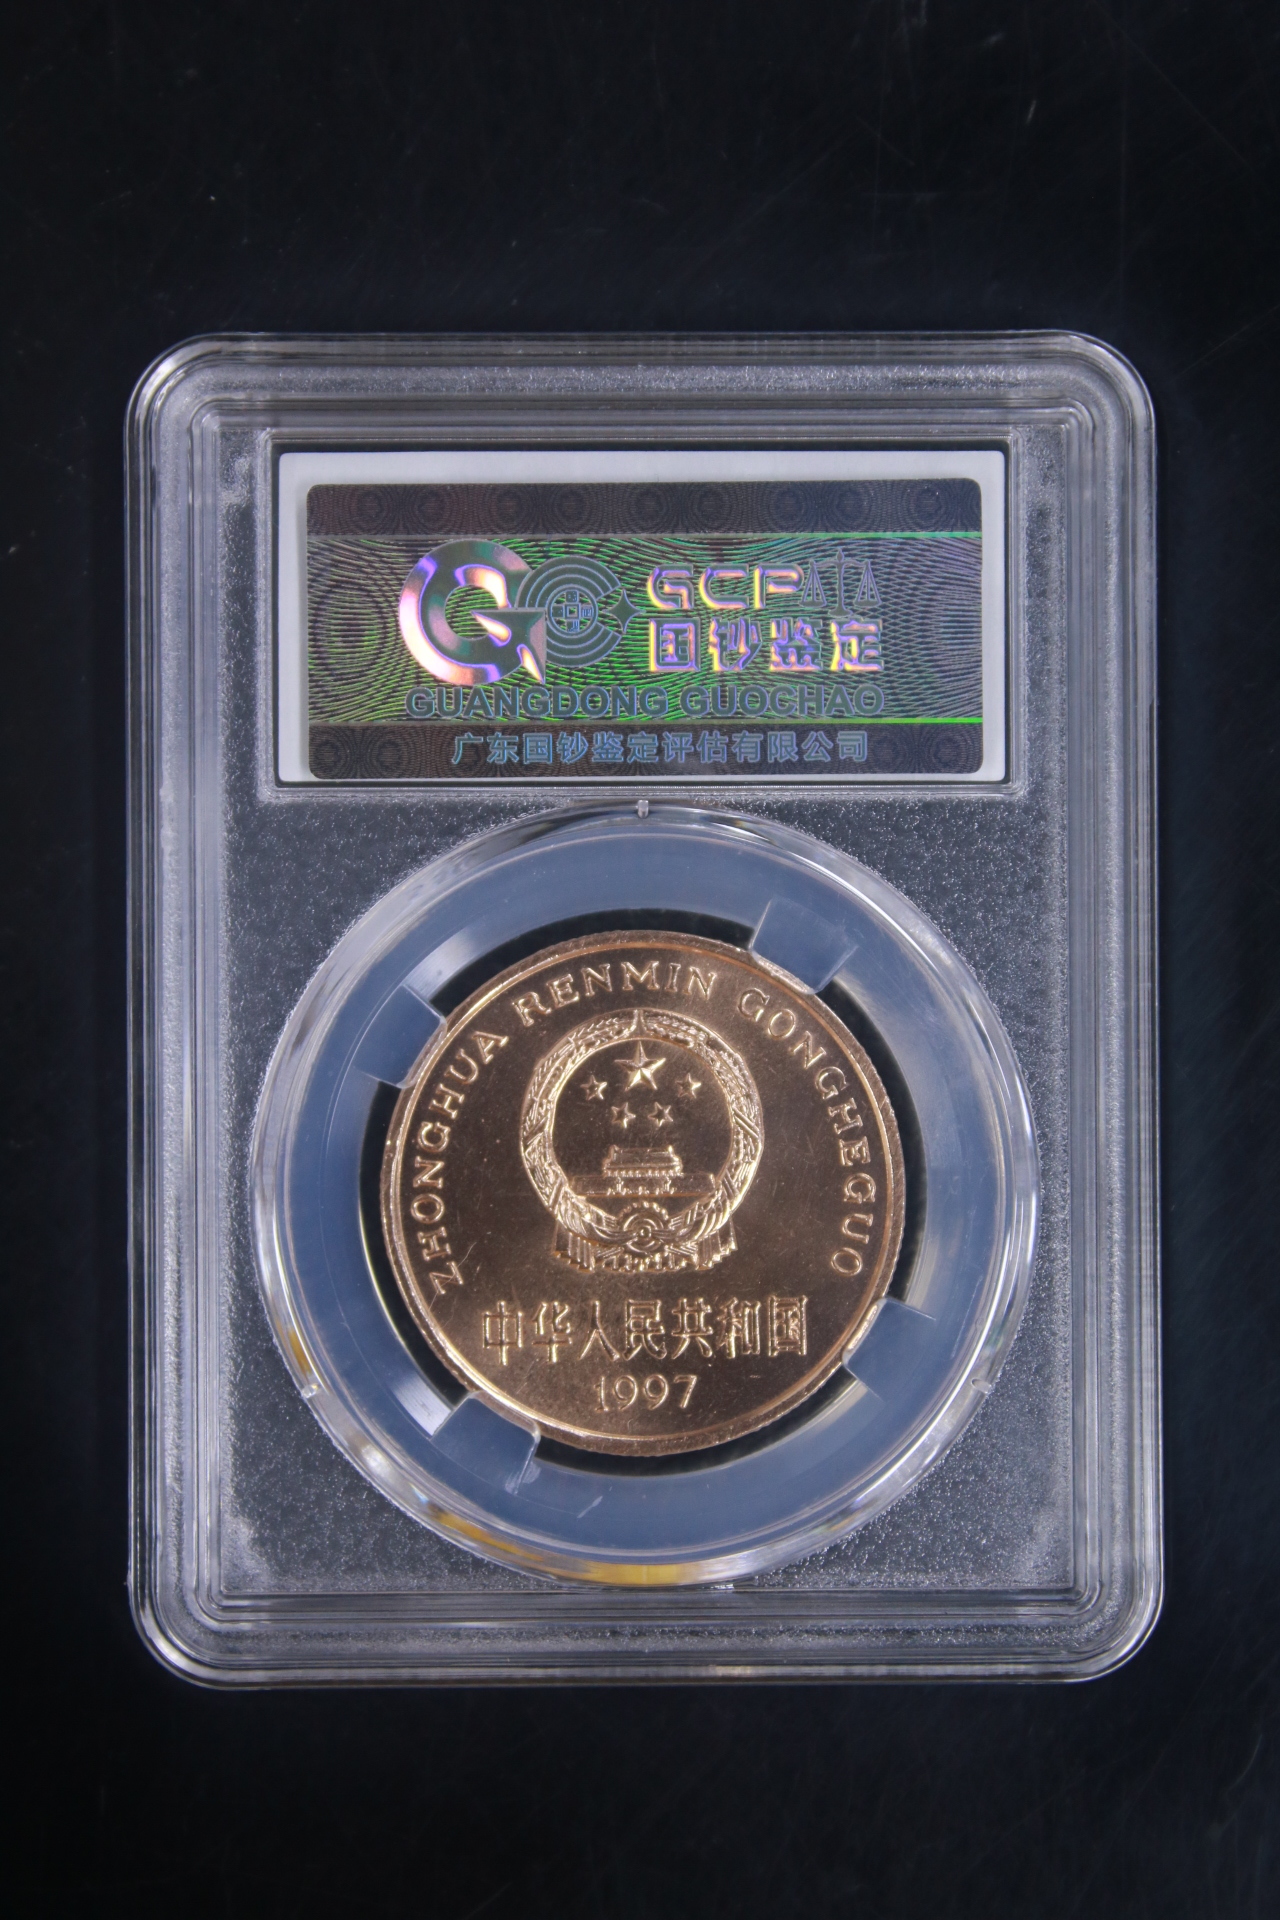 GCP
国钞鉴定
GUANGDONG GUOCHAO
广东国钞鉴定评估有限公司
ZHONGHUA RENMIN GONGHEGUO
中华人民共和国
1997